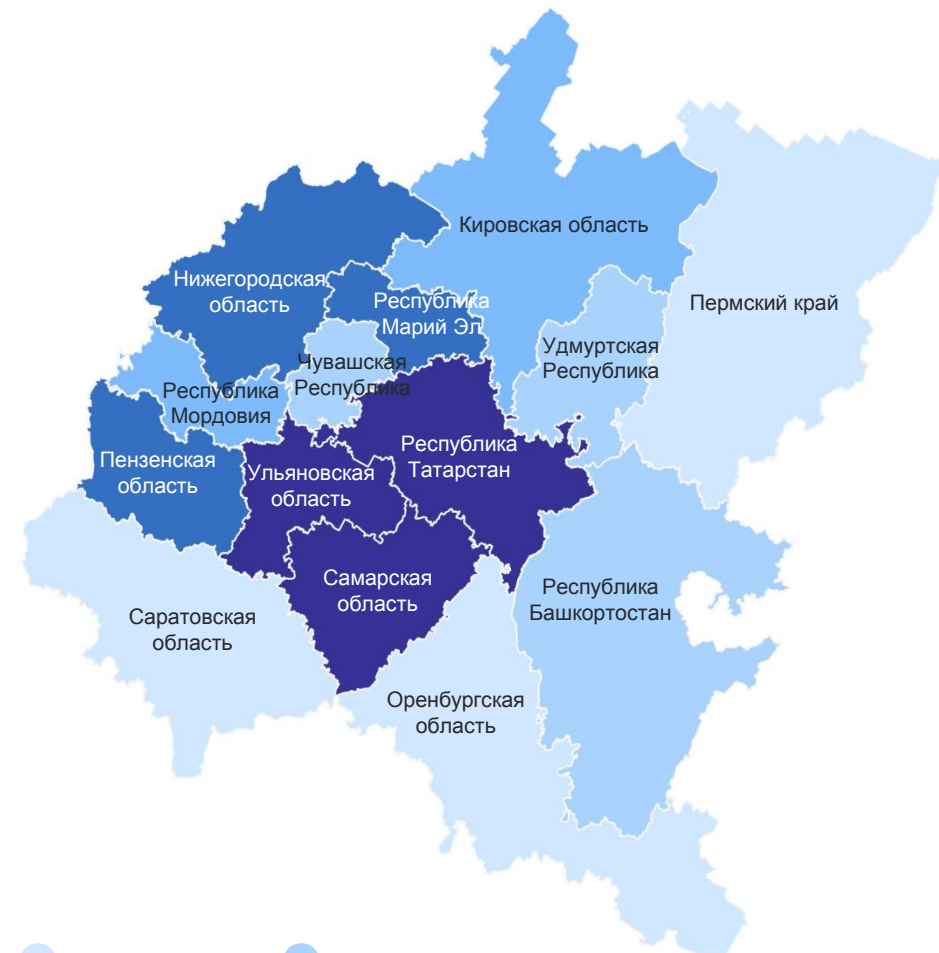 Кировская область
Нижегородская
область
Республика
Марий Эл
Пермский край
Удмуртская
Республика
Чувашская
Республика
Республика
Мордовия
Республика
Татарстан
Пензенская
область
Ульяновская
область
Самарская
область
Республика
Башкортостан
Саратовская
область
Оренбургская
область